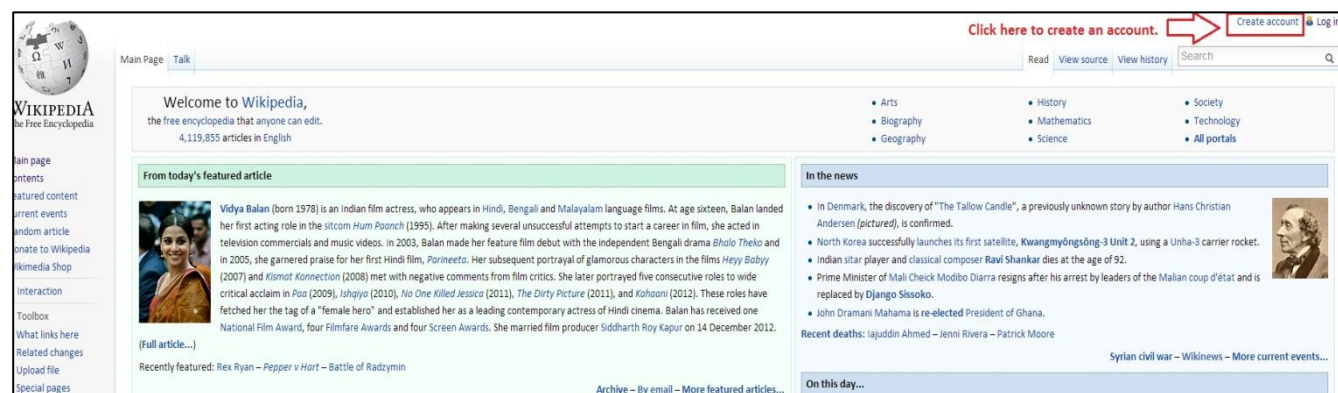 Click here to create an account.
Create account Log in
Main Page Talk
Read View source View history Search
WIKIPEDIA
The Free Encyclopedia
Main page
Contents
Featured content
Current events
Random article
Donate to Wikipedia
Wikimedia Shop
Interaction
Toolbox
What links here
Related changes
Upload file
Special pages
Welcome to Wikipedia,
the free encyclopedia that anyone can edit.
4,119,855 articles in English
• Arts
• Biography
• Geography
• History
• Mathematics
• Science
• Society
• Technology
• All portals
From today's featured article
Vidya Balan (born 1978) is an Indian film actress, who appears in Hindi, Bengali and Malayalam language films. At age sixteen, Balan landed
her first acting role in the sitcom Hum Paanch (1995). After making several unsuccessful attempts to start a career in film, she acted in
television commercials and music videos. In 2003, Balan made her feature film debut with the independent Bengali drama Bhalo Theko and
in 2005, she garnered praise for her first Hindi film, Parineeta. Her subsequent portrayal of glamorous characters in the films Heyy Babyy
(2007) and Kismat Konnection (2008) met with negative comments from film critics. She later portrayed five consecutive roles to wide
critical acclaim in Paa (2009), Ishqiya (2010), No One Killed Jessica (2011), The Dirty Picture (2011), and Kahaani (2012). These roles have
fetched her the tag of a "female hero" and established her as a leading contemporary actress of Hindi cinema. Balan has received one
National Film Award, four Filmfare Awards and four Screen Awards. She married film producer Siddharth Roy Kapur on 14 December 2012.
(Full article...)
Recently featured: Rex Ryan – Pepper v Hart – Battle of Radzymin
Archive – By email – More featured articles...
In the news
• In Denmark, the discovery of "The Tallow Candle", a previously unknown story by author Hans Christian
Andersen (pictured), is confirmed.
• North Korea successfully launches its first satellite, Kwangmyŏngsŏng-3 Unit 2, using a Unha-3 carrier rocket.
• Indian sitar player and classical composer Ravi Shankar dies at the age of 92.
• Prime Minister of Mali Cheick Modibo Diarra resigns after his arrest by leaders of the Malian coup d'état and is
replaced by Django Sissoko.
• John Dramani Mahama is re-elected President of Ghana.
Recent deaths: Iajuddin Ahmed – Jenni Rivera – Patrick Moore
Syrian civil war – Wikinews – More current events...
On this day...